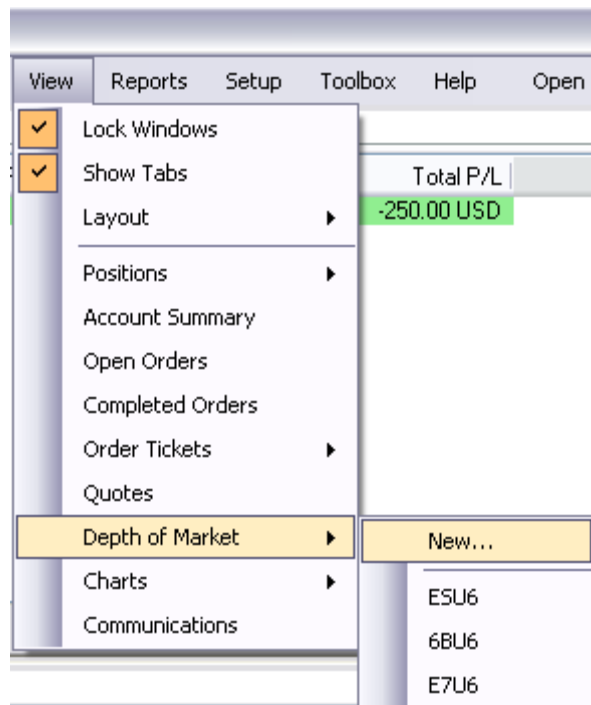 View Reports Setup Toolbox Help Open
Lock Windows
Show Tabs
Total P/L
Layout
-250.00 USD
Positions
Account Summary
Open Orders
Completed Orders
Order Tickets
Quotes
Depth of Market
New...
Charts
ESU6
Communications
6BU6
E7U6